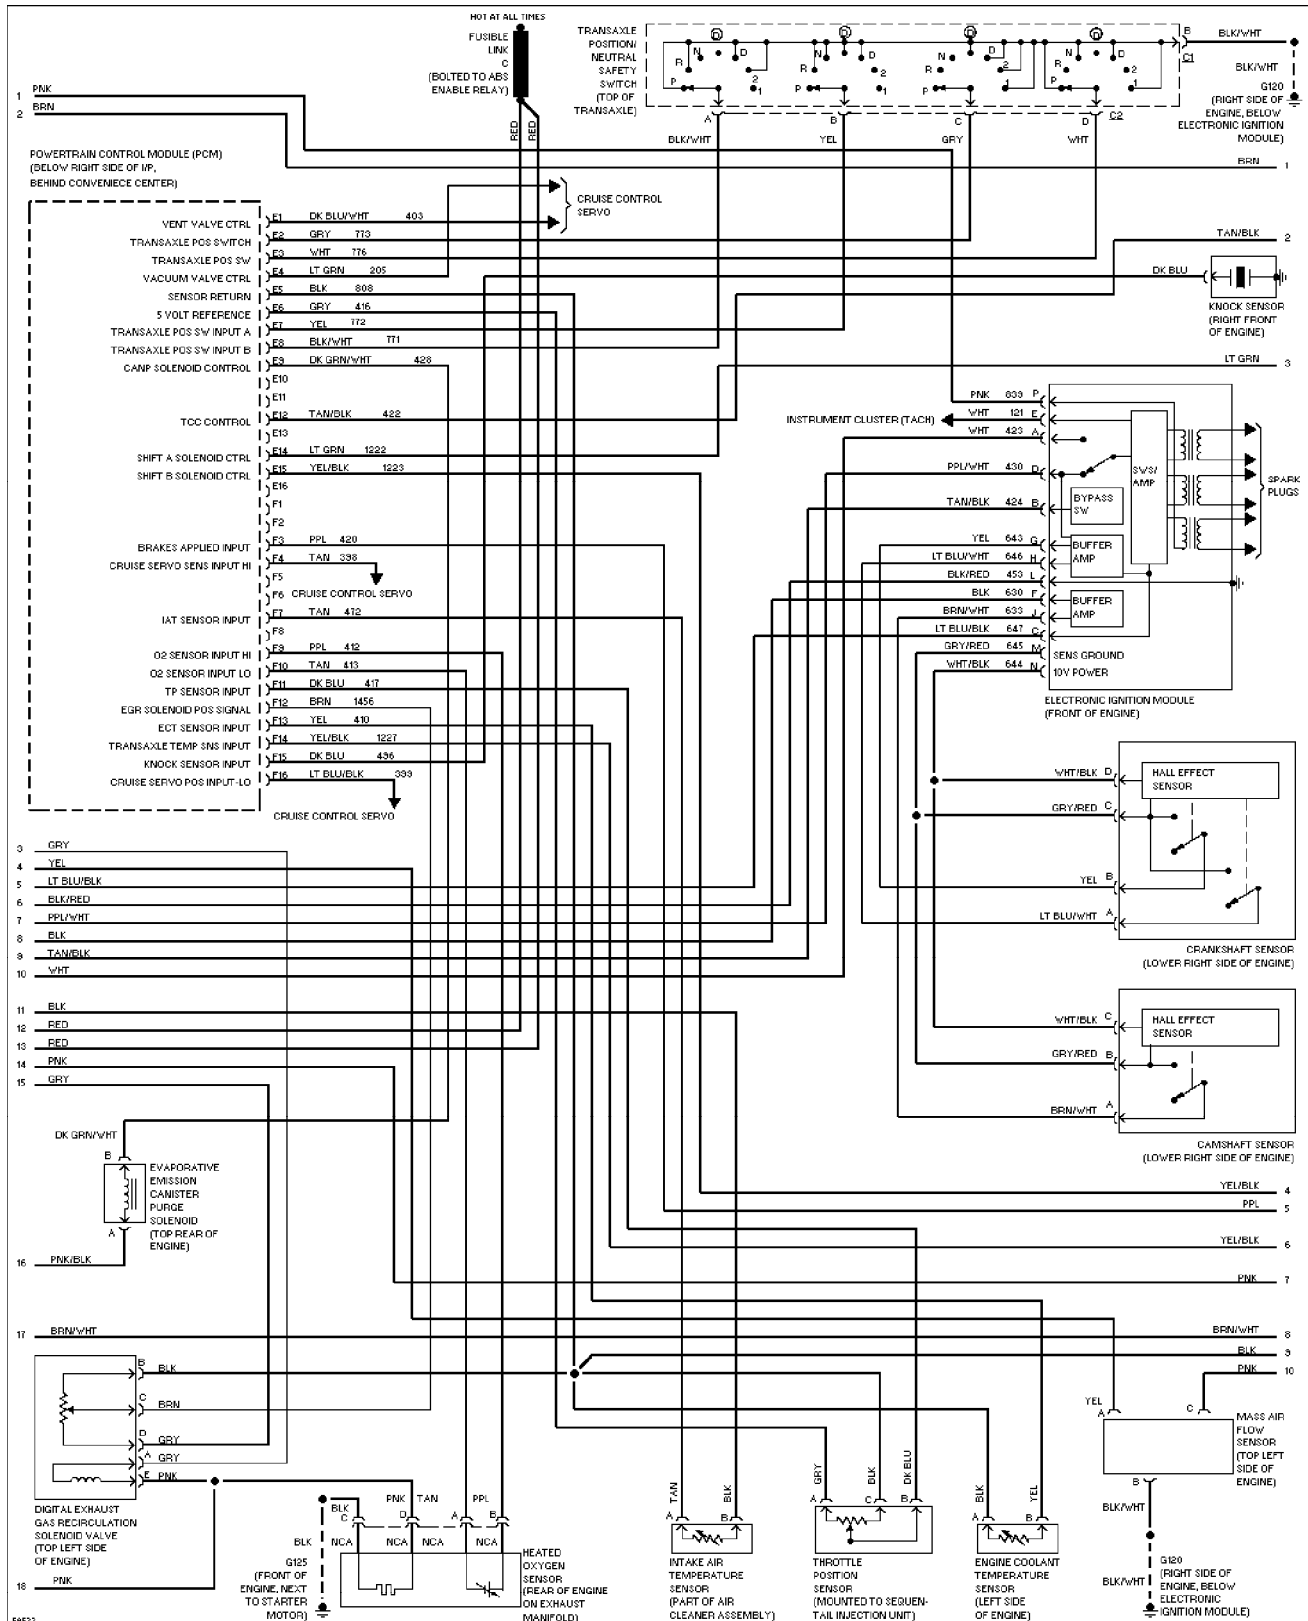 HOT AT ALL TIMES
FUSIBLE
LINK
C
(BOLTED TO ABS
ENABLE RELAY)
RED
RED
TRANSAXLE
POSITION/
NEUTRAL
SAFETY
SWITCH
(TOP OF
TRANSAXLE)
D
N D
R 2
P 1
D
N D
R 2
P 1
D
N D
R 2
P 1
D
N D
R 2
P 1
B
C1
BLK/WHT
BLK/WHT
G120
(RIGHT SIDE OF
ENGINE, BELOW
ELECTRONIC IGNITION
MODULE)
A B C D C2
BLK/WHT YEL GRY WHT
1 PNK
2 BRN
BRN 1
POWERTRAIN CONTROL MODULE (PCM)
(BELOW RIGHT SIDE OF I/P,
BEHIND CONVENIECE CENTER)
CRUISE CONTROL
SERVO
VENT VALVE CTRL E1 DK BLU/WHT 403
TRANSAXLE POS SWITCH E2 GRY 773
TRANSAXLE POS SW E3 WHT 776
VACUUM VALVE CTRL E4 LT GRN 205
SENSOR RETURN E5 BLK 808
5 VOLT REFERENCE E6 GRY 416
TRANSAXLE POS SW INPUT A E7 YEL 772
TRANSAXLE POS SW INPUT B E8 BLK/WHT 771
CANP SOLENOID CONTROL E9 DK GRN/WHT 428
E10
E11
TCC CONTROL E12 TAN/BLK 422
E13
SHIFT A SOLENOID CTRL E14 LT GRN 1222
SHIFT B SOLENOID CTRL E15 YEL/BLK 1223
E16
F1
F2
BRAKES APPLIED INPUT F3 PPL 420
CRUISE SERVO SENS INPUT HI F4 TAN 398
F5
F6 CRUISE CONTROL SERVO
IAT SENSOR INPUT F7 TAN 472
F8
O2 SENSOR INPUT HI F9 PPL 412
O2 SENSOR INPUT LO F10 TAN 413
TP SENSOR INPUT F11 DK BLU 417
EGR SOLENOID POS SIGNAL F12 BRN 1456
ECT SENSOR INPUT F13 YEL 410
TRANSAXLE TEMP SNS INPUT F14 YEL/BLK 1227
KNOCK SENSOR INPUT F15 DK BLU 496
CRUISE SERVO POS INPUT-LO F16 LT BLU/BLK 399
CRUISE CONTROL SERVO
TAN/BLK 2
DK BLU
KNOCK SENSOR
(RIGHT FRONT
OF ENGINE)
LT GRN 3
PNK 839 P
INSTRUMENT CLUSTER (TACH) WHT 121 E
WHT 423 A
PPL/WHT 430 D
TAN/BLK 424 B
YEL 643 G
LT BLU/WHT 646 H
BLK/RED 453 L
BLK 630 F
BRN/WHT 633 J
LT BLU/BLK 647 C
GRY/RED 645 M SENS GROUND
WHT/BLK 644 N 10V POWER
SWS/
AMP
BYPASS
SW
BUFFER
AMP
BUFFER
AMP
SPARK
PLUGS
ELECTRONIC IGNITION MODULE
(FRONT OF ENGINE)
WHT/BLK D
GRY/RED C
YEL B
LT BLU/WHT A
HALL EFFECT
SENSOR
CRANKSHAFT SENSOR
(LOWER RIGHT SIDE OF ENGINE)
WHT/BLK C
GRY/RED B
BRN/WHT A
HALL EFFECT
SENSOR
CAMSHAFT SENSOR
(LOWER RIGHT SIDE OF ENGINE)
3 GRY
4 YEL
5 LT BLU/BLK
6 BLK/RED
7 PPL/WHT
8 BLK
9 TAN/BLK
10 WHT
11 BLK
12 RED
13 RED
14 PNK
15 GRY
DK GRN/WHT
B
A
EVAPORATIVE
EMISSION
CANISTER
PURGE
SOLENOID
(TOP REAR OF
ENGINE)
16 PNK/BLK
17 BRN/WHT
YEL/BLK 4
PPL 5
YEL/BLK 6
PNK 7
BRN/WHT 8
BLK 9
PNK 10
B BLK
C BRN
D GRY
A GRY
E PNK
DIGITAL EXHAUST
GAS RECIRCULATION
SOLENOID VALVE
(TOP LEFT SIDE
OF ENGINE)
18 PNK
BLK PNK TAN PPL
C D A B
BLK NCA NCA NCA NCA
G125
(FRONT OF
ENGINE, NEXT
TO STARTER
MOTOR)
HEATED
OXYGEN
SENSOR
(REAR OF ENGINE
ON EXHAUST
MANIFOLD)
TAN BLK
A B
INTAKE AIR
TEMPERATURE
SENSOR
(PART OF AIR
CLEANER ASSEMBLY)
GRY BLK DK BLU
A C B
THROTTLE
POSITION
SENSOR
(MOUNTED TO SEQUEN-
TAIL INJECTION UNIT)
BLK YEL
A B
ENGINE COOLANT
TEMPERATURE
SENSOR
(LEFT SIDE
OF ENGINE)
YEL
A C
MASS AIR
FLOW
SENSOR
(TOP LEFT
SIDE OF
ENGINE)
B
BLK/WHT
BLK/WHT
G120
(RIGHT SIDE OF
ENGINE, BELOW
ELECTRONIC
IGNITION MODULE)